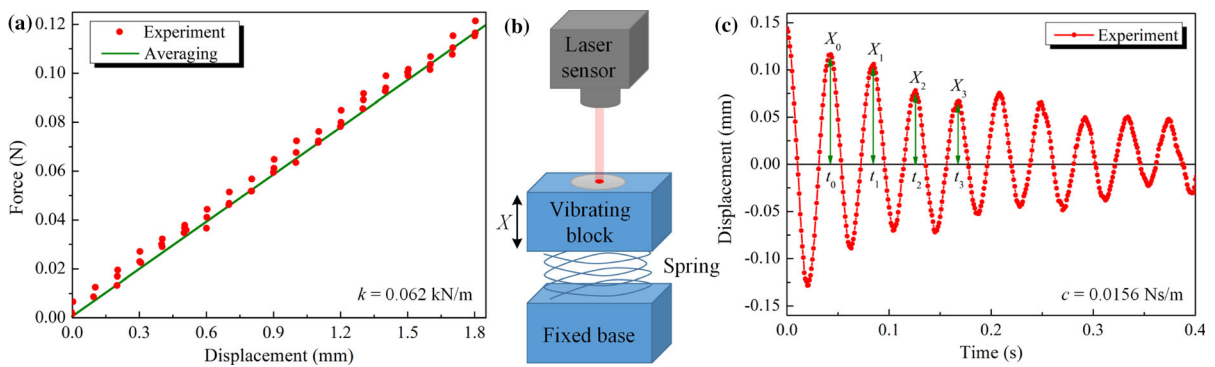 (a)
Experiment
Averaging
Force (N)
0.12
0.10
0.08
0.06
0.04
0.02
0.00
k = 0.062 kN/m
0.0 0.3 0.6 0.9 1.2 1.5 1.8
Displacement (mm)
(b)
Laser
sensor
X
Vibrating
block
Spring
Fixed base
(c)
Experiment
Displacement (mm)
0.15
0.10
0.05
0.00
-0.05
-0.10
-0.15
X0 X1 X2 X3
t0 t1 t2 t3
c = 0.0156 Ns/m
0.0 0.1 0.2 0.3 0.4
Time (s)